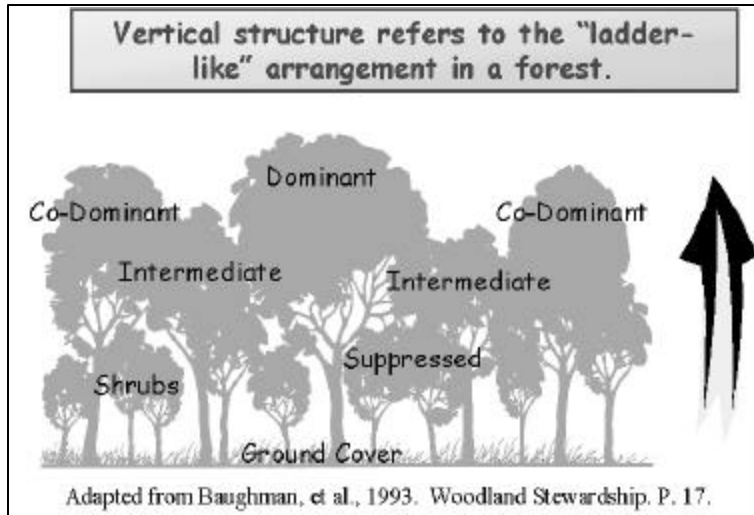 Vertical structure refers to the “ladder-
like” arrangement in a forest.
Dominant
Co-Dominant
Co-Dominant
Intermediate
Intermediate
Suppressed
Shrubs
Ground Cover
Adapted from Baughman, et al., 1993. Woodland Stewardship. P. 17.